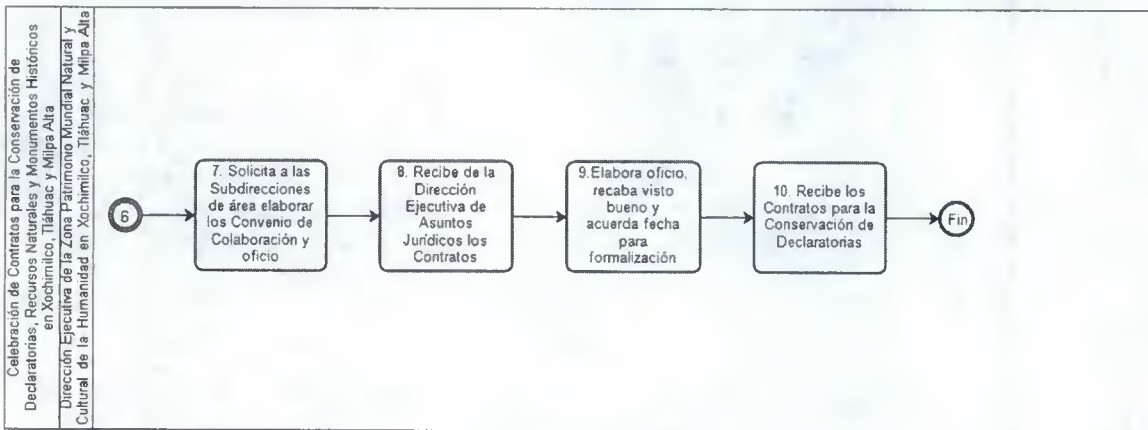 Celebración de Contratos para la Conservación de
Declaratorias, Recursos Naturales y Monumentos Históricos
en Xochimilco, Tláhuac y Milpa Alta
Dirección Ejecutiva de la Zona Patrimonio Mundial Natural y
Cultural de la Humanidad en Xochimilco, Tláhuac y Milpa Alta
6
7. Solicita a las
Subdirecciones
de área elaborar
los Convenio de
Colaboración y
oficio
8. Recibe de la
Dirección
Ejecutiva de
Asuntos
Jurídicos los
Contratos
9.Elabora oficio,
recaba visto
bueno y
acuerda fecha
para
formalización
10. Recibe los
Contratos para la
Conservación de
Declaratorias
Fin